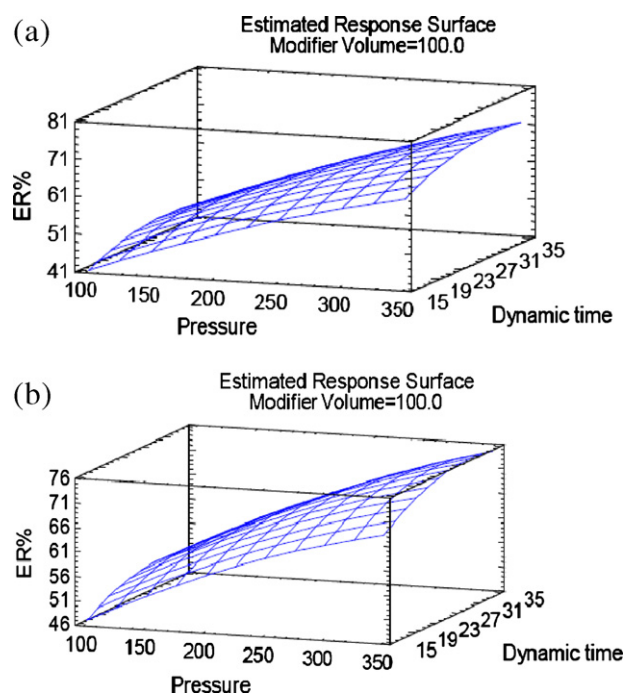 (a)
Estimated Response Surface
Modifier Volume=100.0
81
71
61
51
41
ER%
100 150 200 250 300 350
Pressure
15 19 23 27 31 35
Dynamic time
(b)
Estimated Response Surface
Modifier Volume=100.0
76
71
66
61
56
51
46
ER%
100 150 200 250 300 350
Pressure
15 19 23 27 31 35
Dynamic time